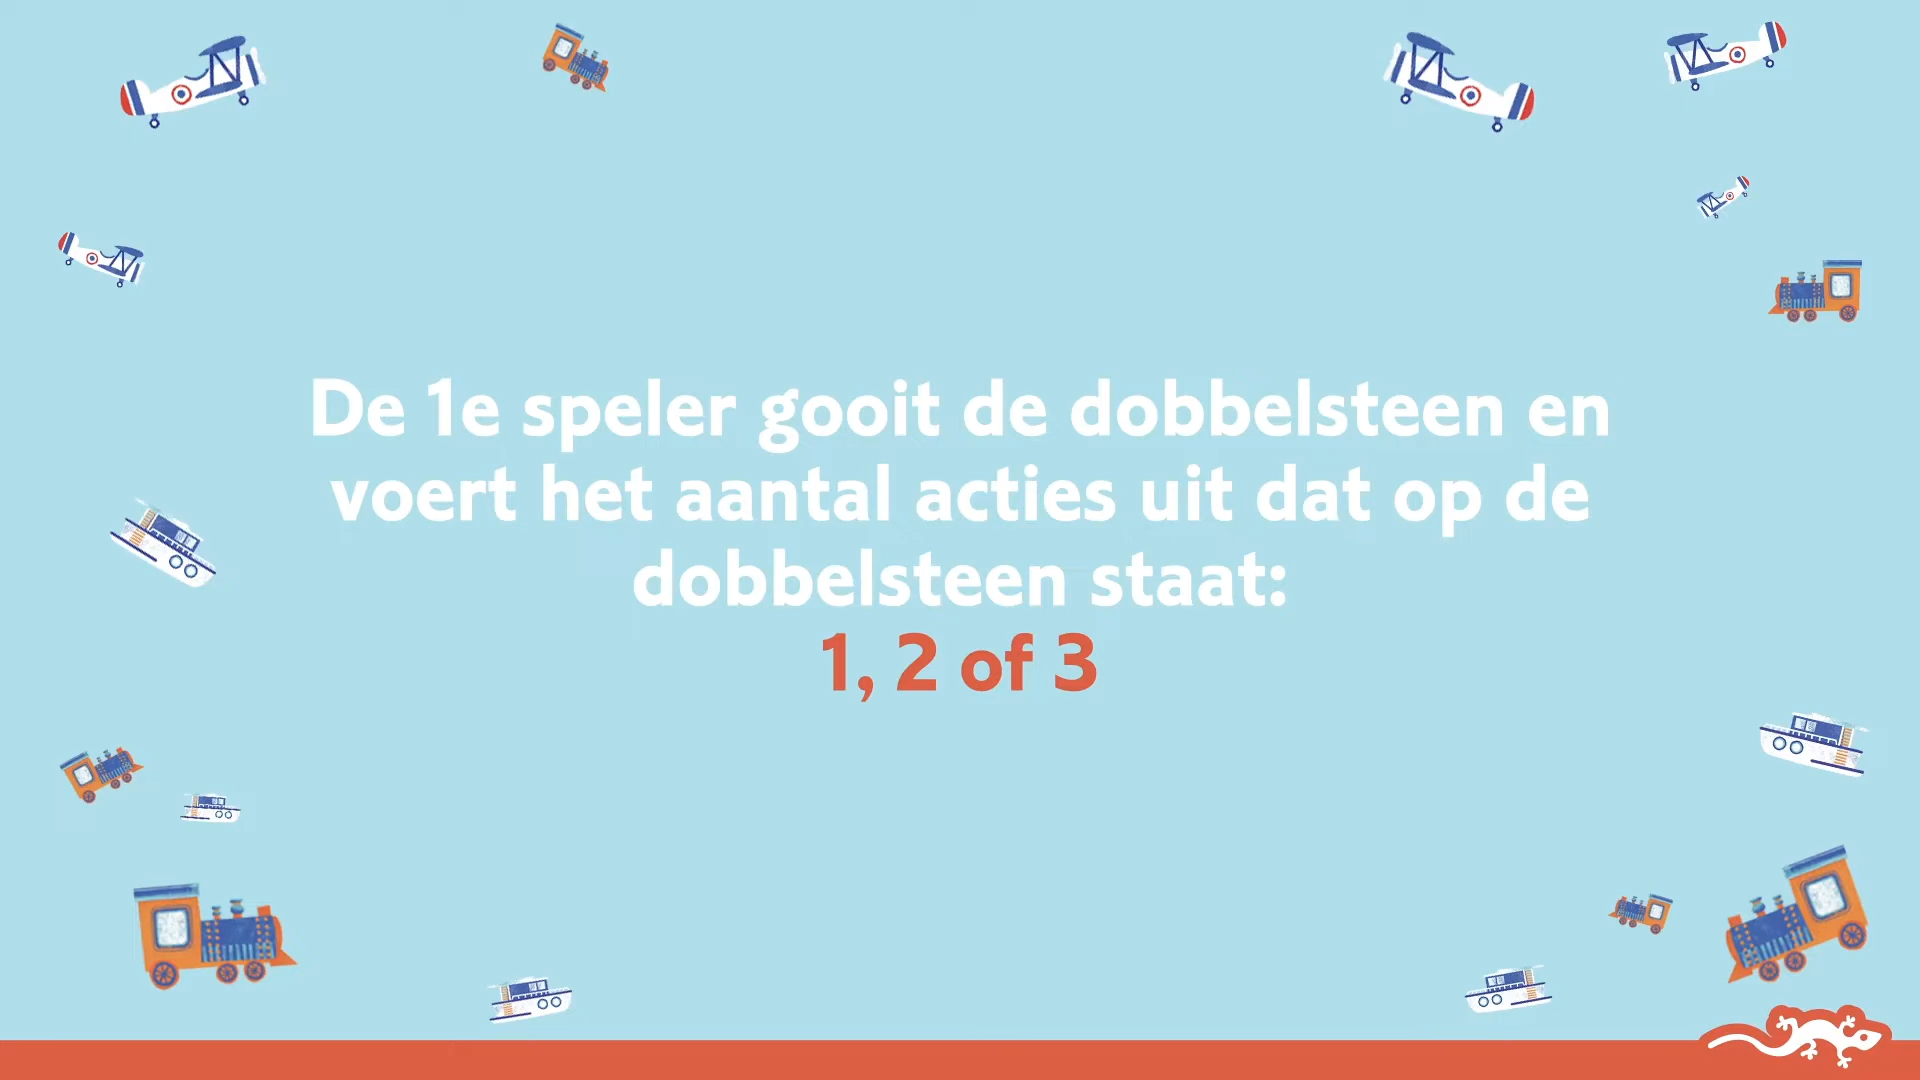 De 1e speler gooit de dobbelsteen en
voert het aantal acties uit dat op de
dobbelsteen staat:
1, 2 of 3